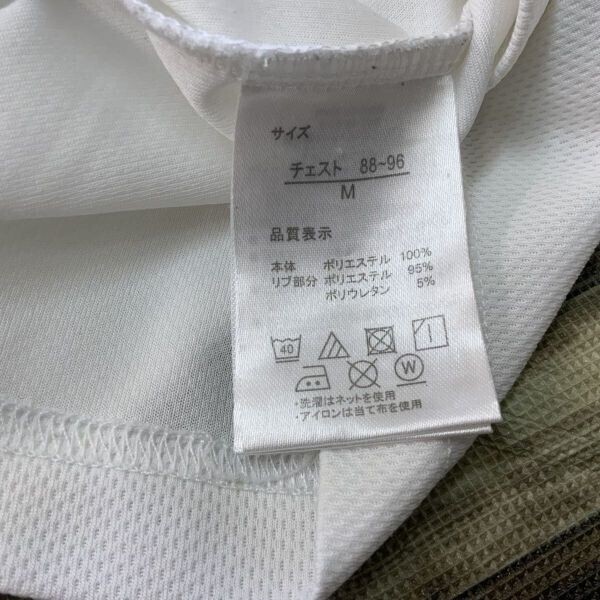 サイズ
チェスト 88~96
M
品質表示
本体 ポリエステル 100%
リブ部分 ポリエステル 95%
ポリウレタン 5%
40
W
・洗濯はネットを使用
・アイロンは当て布を使用